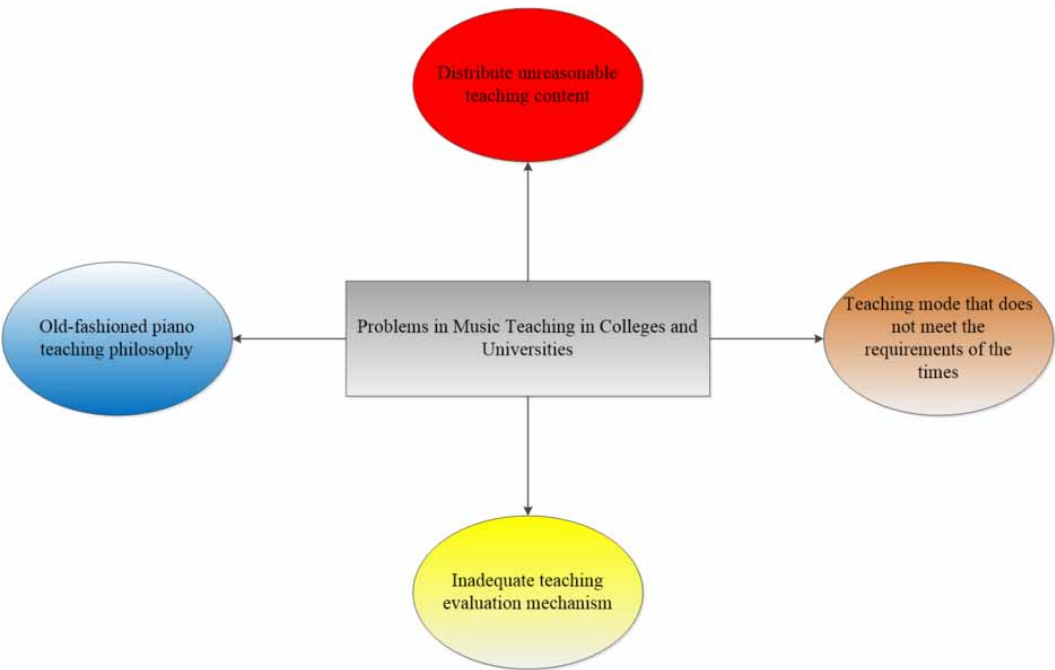 Distribute unreasonable
teaching content
Old-fashioned piano
teaching philosophy
Problems in Music Teaching in Colleges and
Universities
Teaching mode that does
not meet the
requirements of the
times
Inadequate teaching
evaluation mechanism